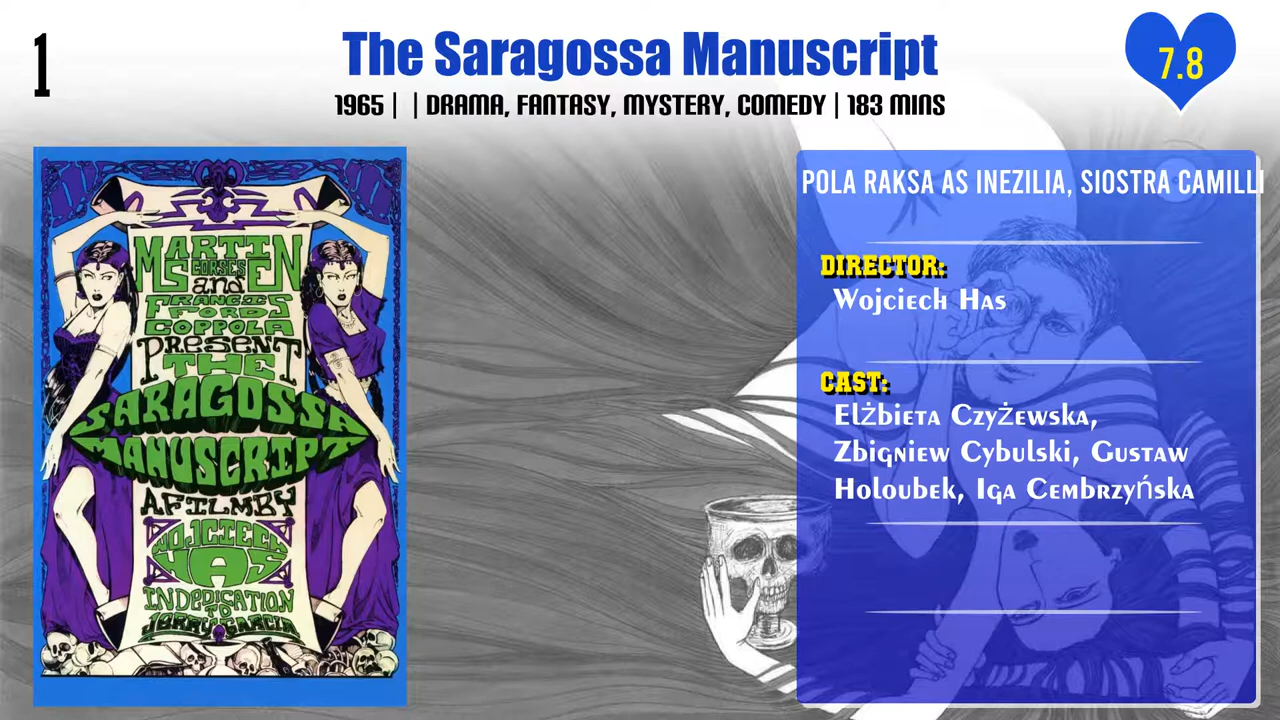 1
The Saragossa Manuscript
7.8
1965 | | DRAMA, FANTASY, MYSTERY, COMEDY | 183 MINS
MARTIN
SCORSESE
and
FRANCIS
FORD
COPPOLA
PRESENT
THE
SARAGOSSA
MANUSCRIPT
A FILM BY
WOJCIECH
HAS
IN DEDICATION
TO
JERRY GARCIA
POLA RAKSA AS INEZILIA, SIOSTRA CAMILLI
DIRECTOR:
Wojciech Has
CAST:
Elżbieta Czyżewska,
Zbigniew Cybulski, Gustaw
Holoubek, Iga Cembrzyńska